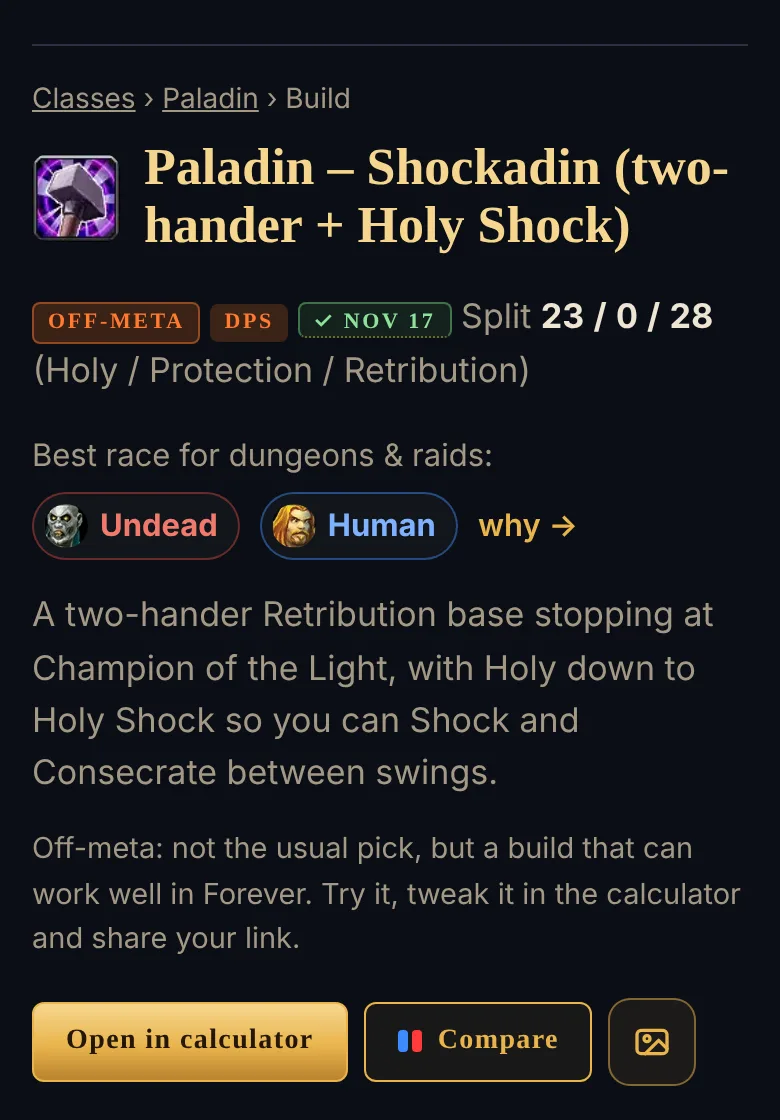 Classes › Paladin › Build
Paladin – Shockadin (two-
hander + Holy Shock)
OFF-META DPS ✓ NOV 17 Split 23 / 0 / 28
(Holy / Protection / Retribution)
Best race for dungeons & raids:
Undead Human why →
A two-hander Retribution base stopping at
Champion of the Light, with Holy down to
Holy Shock so you can Shock and
Consecrate between swings.
Off-meta: not the usual pick, but a build that can
work well in Forever. Try it, tweak it in the calculator
and share your link.
Open in calculator Compare